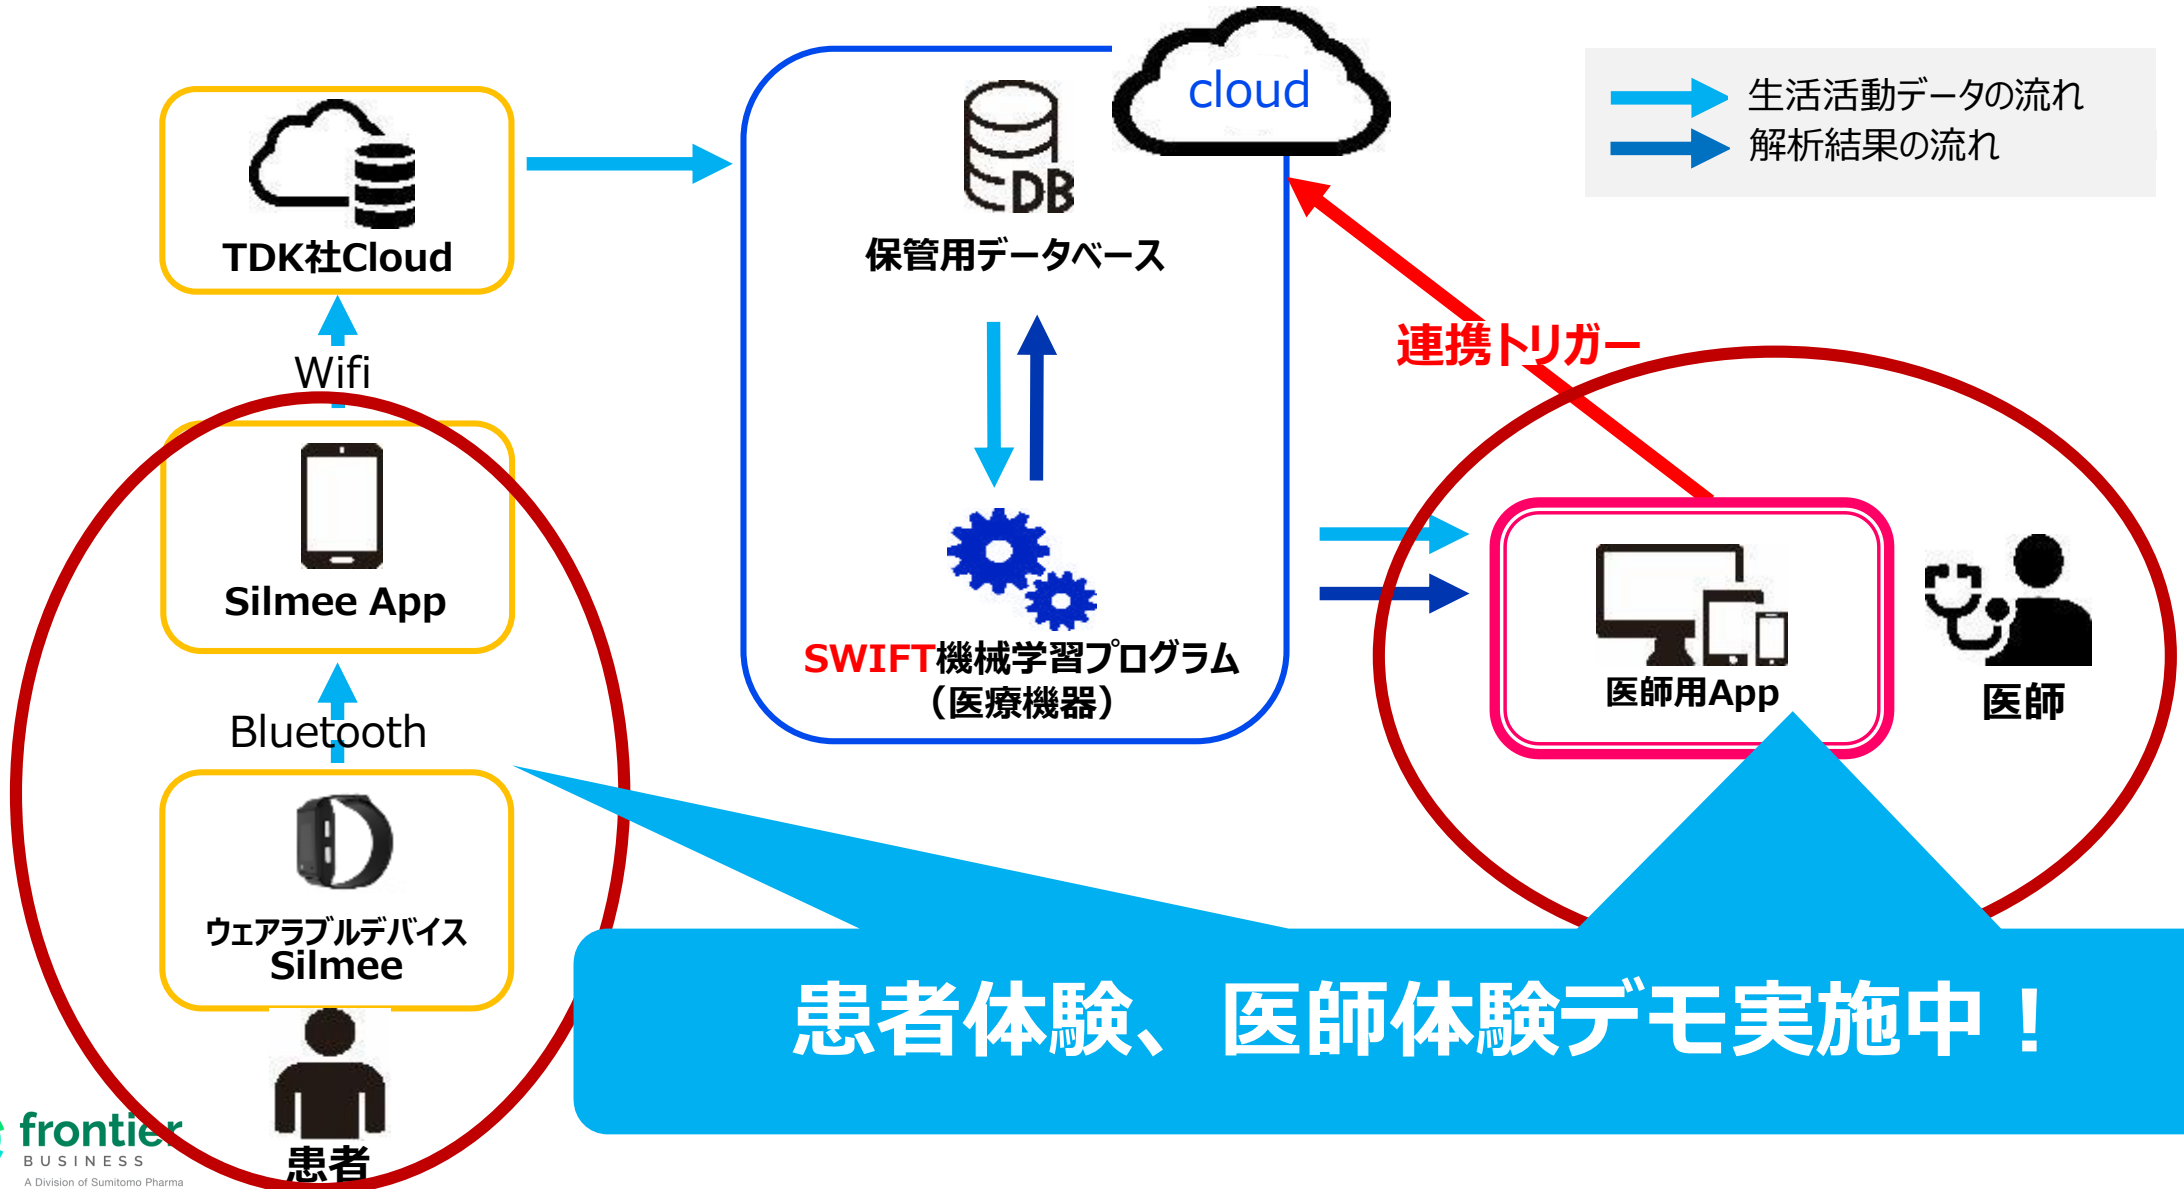 cloud
生活活動データの流れ
解析結果の流れ
TDK社Cloud
DB
保管用データベース
Wifi
連携トリガー
Silmee App
SWIFT機械学習プログラム
（医療機器）
医師用App
医師
Bluetooth
ウェアラブルデバイス
Silmee
患者体験、医師体験デモ実施中！
患者
frontier
BUSINESS
A Division of Sumitomo Pharma